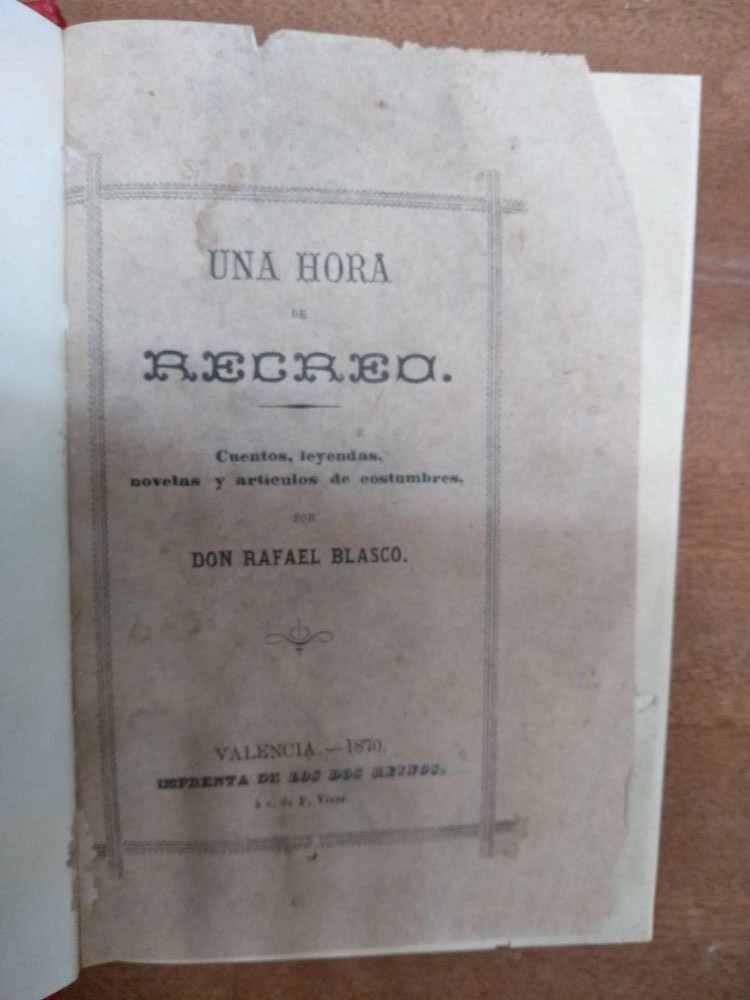 UNA HORA
DE
RECREO.
Cuentos, leyendas,
novelas y artículos de costumbres,
POR
DON RAFAEL BLASCO.
VALENCIA.—1870.
IMPRENTA DE LOS DOS REINOS.
á c. de F. Vives